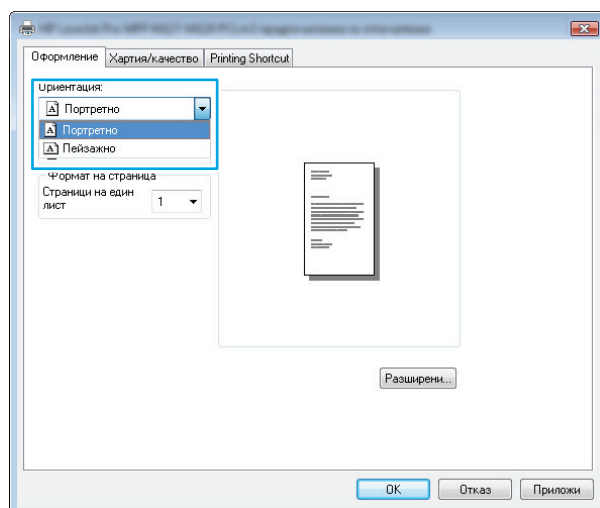 Оформление Хартия/качество Printing Shortcut
Ориентация:
Портретно
Портретно
Пейзажно
Формат на страница
Страници на един
лист
1
Разширени...
OK Отказ Приложи